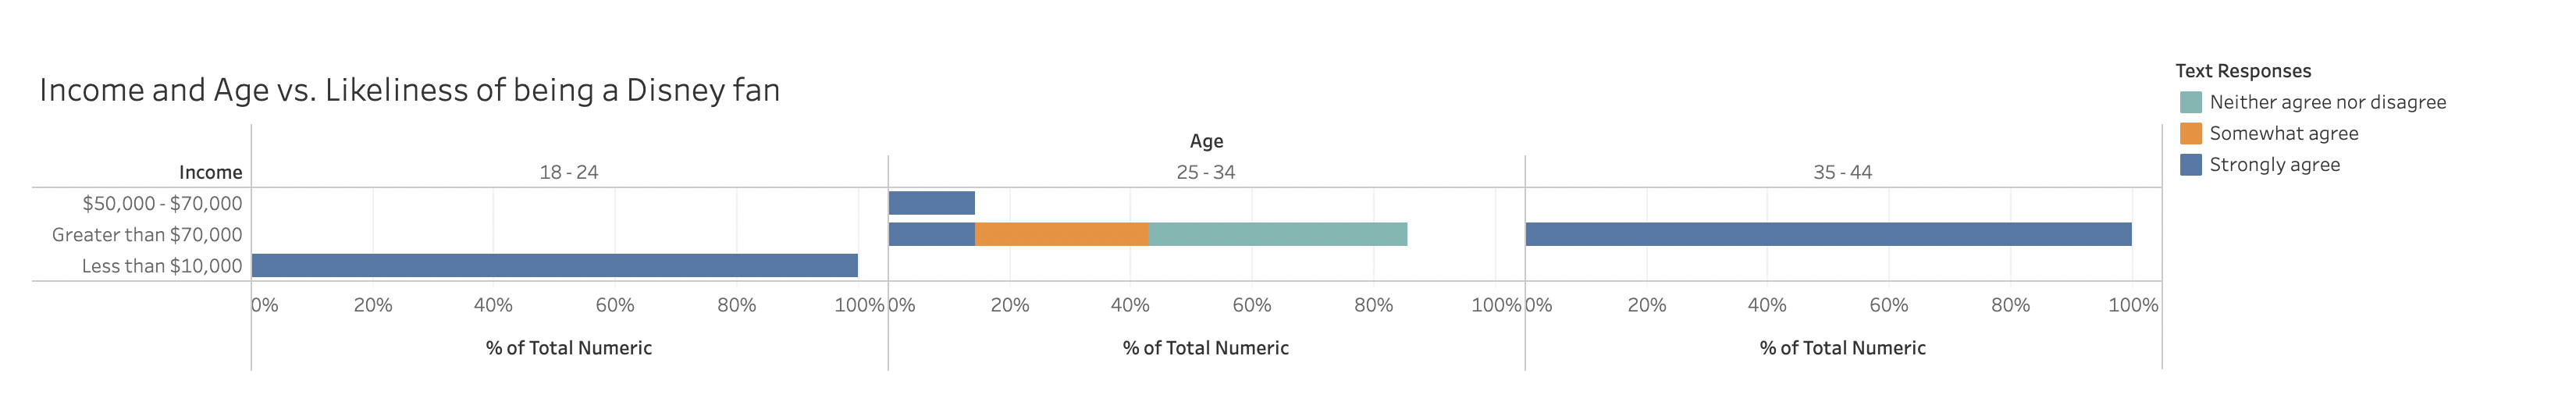 Income and Age vs. Likeliness of being a Disney fan
Text Responses
Neither agree nor disagree
Somewhat agree
Strongly agree
Age
Income 18 - 24 25 - 34 35 - 44
$50,000 - $70,000
Greater than $70,000
Less than $10,000
0% 20% 40% 60% 80% 100% 0% 20% 40% 60% 80% 100% 0% 20% 40% 60% 80% 100%
% of Total Numeric % of Total Numeric % of Total Numeric